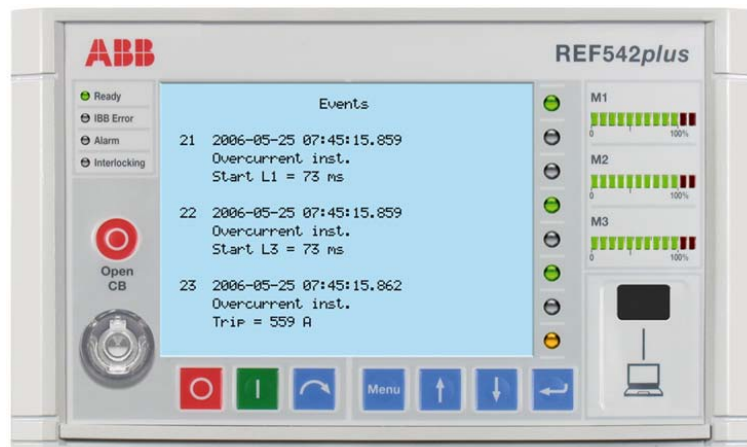 ABB
REF542plus
Ready
IBB Error
Alarm
Interlocking
Open
CB
Events
21 2006-05-25 07:45:15.859
Overcurrent inst.
Start L1 = 73 ms
22 2006-05-25 07:45:15.859
Overcurrent inst.
Start L3 = 73 ms
23 2006-05-25 07:45:15.862
Overcurrent inst.
Trip = 559 A
M1
0 100%
M2
0 100%
M3
0 100%
Menu